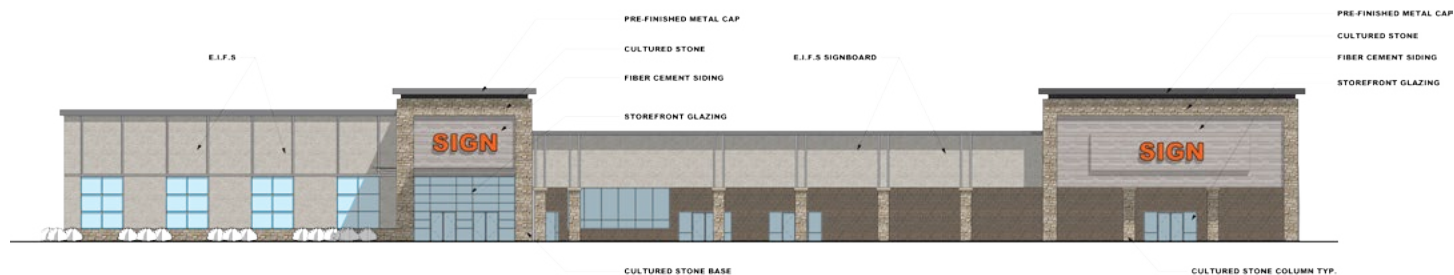 PRE-FINISHED METAL CAP
CULTURED STONE
E.I.F.S
FIBER CEMENT SIDING
STOREFRONT GLAZING
SIGN
CULTURED STONE BASE
E.I.F.S SIGNBOARD
PRE-FINISHED METAL CAP
CULTURED STONE
FIBER CEMENT SIDING
STOREFRONT GLAZING
SIGN
CULTURED STONE COLUMN TYP.